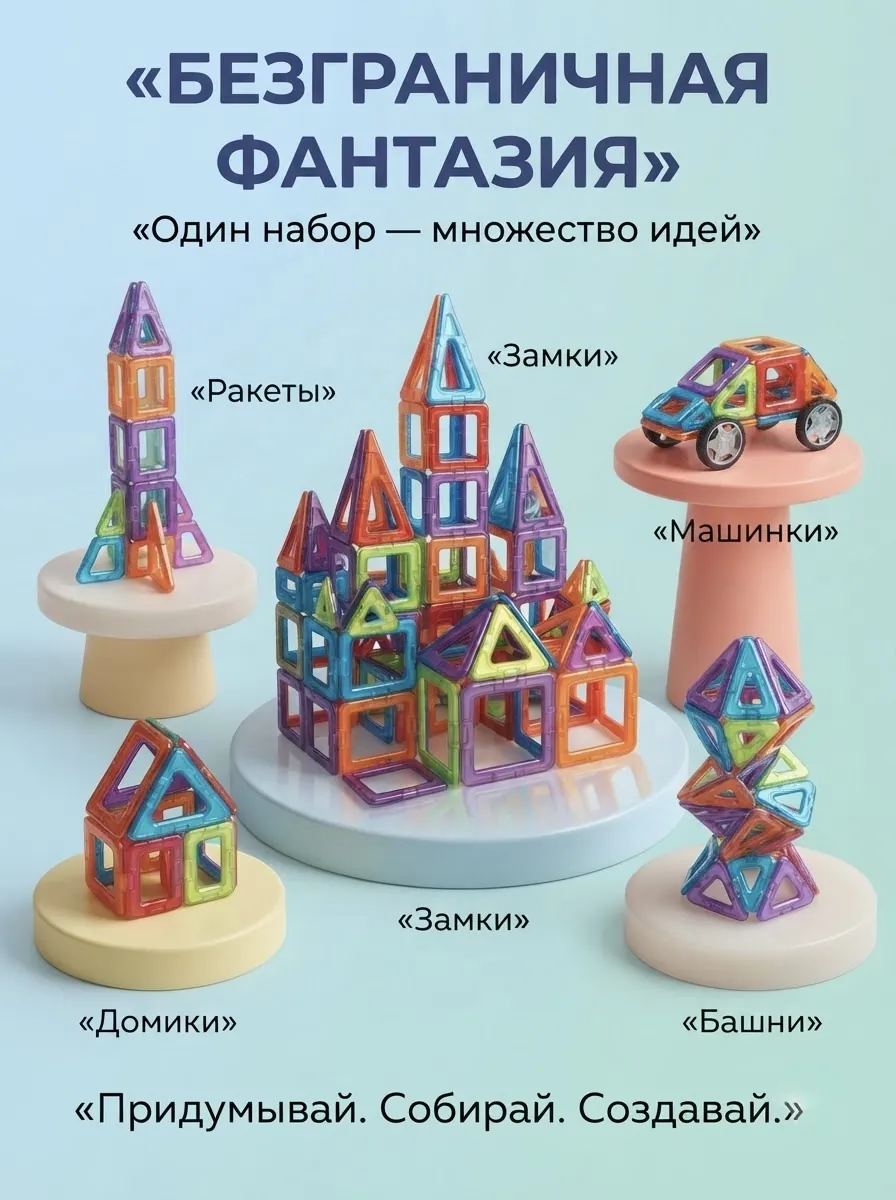 «БЕЗГРАНИЧНАЯ
ФАНТАЗИЯ»
«Один набор — множество идей»
«Замки»
«Ракеты»
«Машинки»
«Замки»
«Домики»
«Башни»
«Придумывай. Собирай. Создавай.»